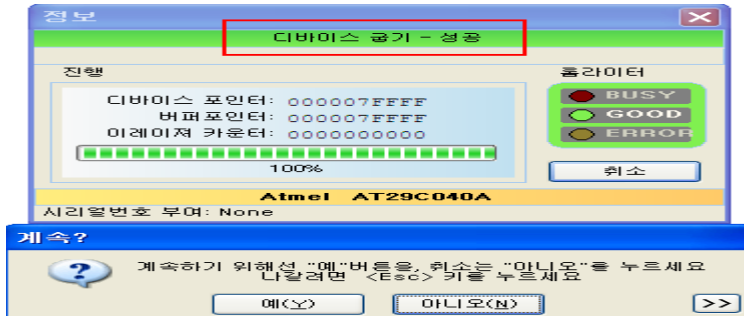 정보
디바이스 굽기 - 성공
진행
롤라이터
디바이스 포인터: 000007FFFF
버퍼포인터: 000007FFFF
이레이져 카운터: 0000000000
100%
BUSY
GOOD
ERROR
취소
Atmel AT29C040A
시리얼번호 부여: None
계속?
계속하기 위해선 "예"버튼을, 취소는 "아니오"를 누르세요
나갈려면 <Esc> 키를 누르세요
예(Y)
아니오(N)
>>